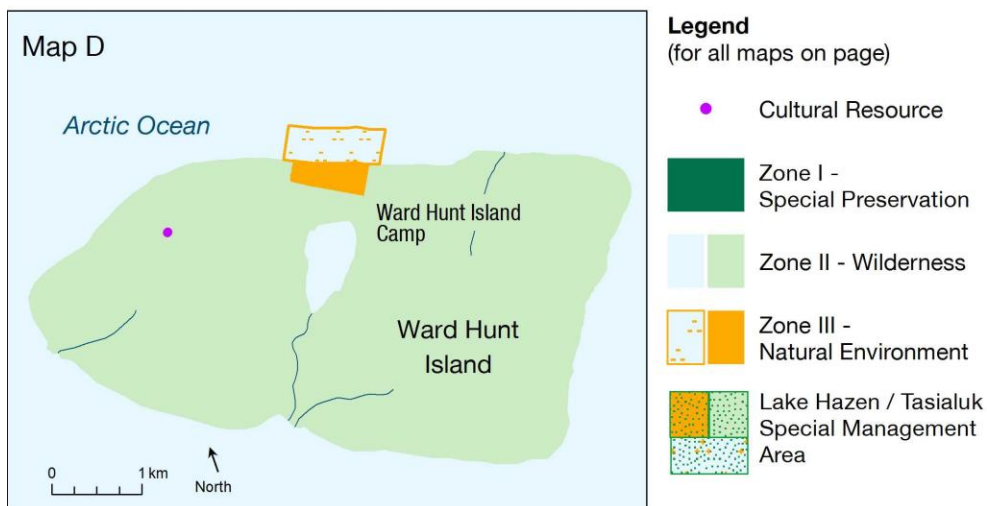 Map D
Arctic Ocean
Ward Hunt Island
Camp
Ward Hunt
Island
0
1 km
North
Legend
(for all maps on page)
Cultural Resource
Zone I -
Special Preservation
Zone II - Wilderness
Zone III -
Natural Environment
Lake Hazen / Tasialuk
Special Management
Area